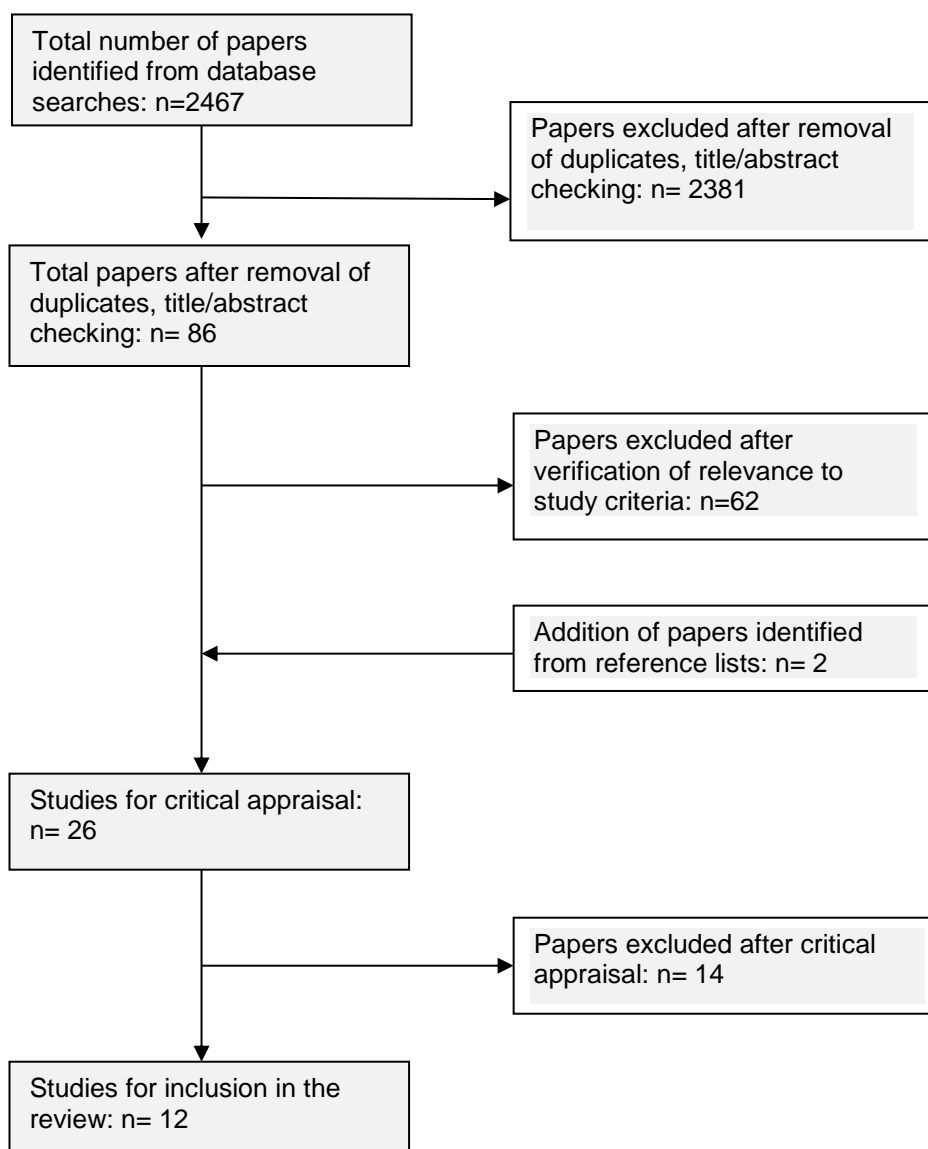 Total number of papers
identified from database
searches: n=2467
Papers excluded after removal
of duplicates, title/abstract
checking: n= 2381
Total papers after removal of
duplicates, title/abstract
checking: n= 86
Papers excluded after
verification of relevance to
study criteria: n=62
Addition of papers identified
from reference lists: n= 2
Studies for critical appraisal:
n= 26
Papers excluded after critical
appraisal: n= 14
Studies for inclusion in the
review: n= 12